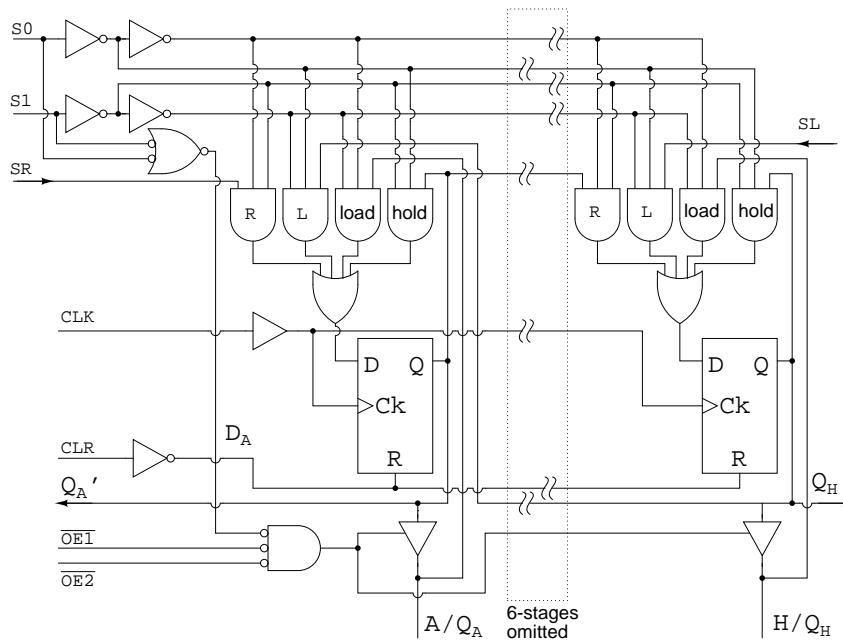 S0
S1
SL
SR
R L load hold
R L load hold
CLK
D Q
D Q
Ck
Ck
D_A
CLR
R
R
Q_A'
Q_H
OE1
OE2
A/Q_A
6-stages
omitted
H/Q_H